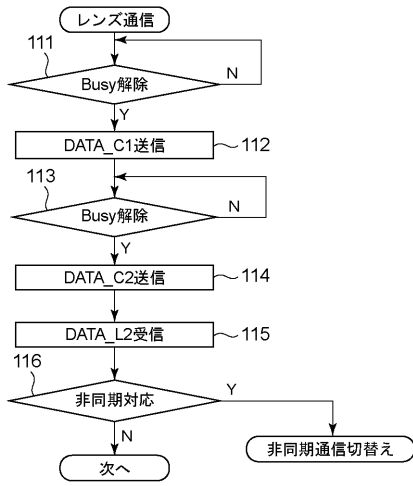 レンズ通信
111
Busy解除
N
Y
DATA_C1送信
112
113
Busy解除
N
Y
DATA_C2送信
114
DATA_L2受信
115
116
非同期対応
Y
N
非同期通信切替え
次へ